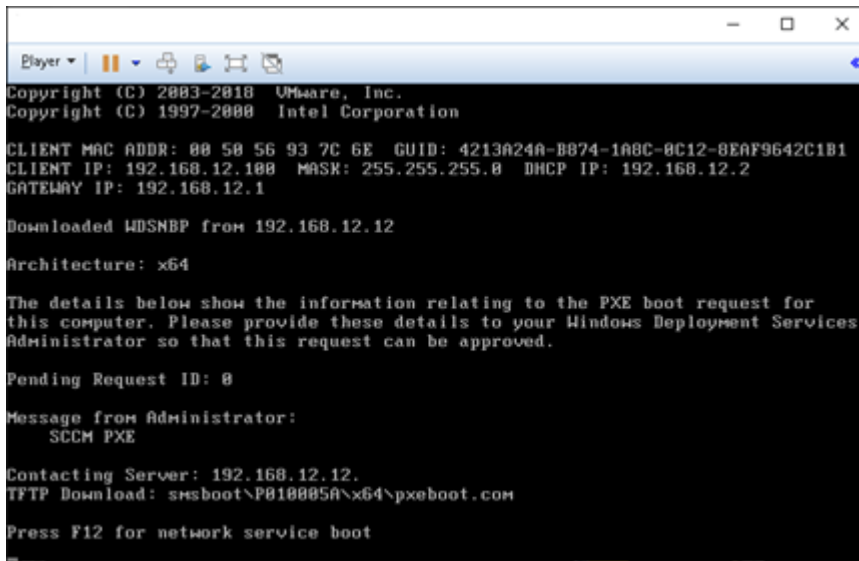 Player
Copyright (C) 2003-2018 VMware, Inc.
Copyright (C) 1997-2000 Intel Corporation
CLIENT MAC ADDR: 00 50 56 93 7C 6E GUID: 4213A24A-B874-1A8C-0C12-8EAF9642C1B1
CLIENT IP: 192.168.12.100 MASK: 255.255.255.0 DHCP IP: 192.168.12.2
GATEWAY IP: 192.168.12.1
Downloaded WDSNBP from 192.168.12.12
Architecture: x64
The details below show the information relating to the PXE boot request for
this computer. Please provide these details to your Windows Deployment Services
Administrator so that this request can be approved.
Pending Request ID: 0
Message from Administrator:
SCCM PXE
Contacting Server: 192.168.12.12.
TFTP Download: smsboot\P010005A\x64\pxeboot.com
Press F12 for network service boot